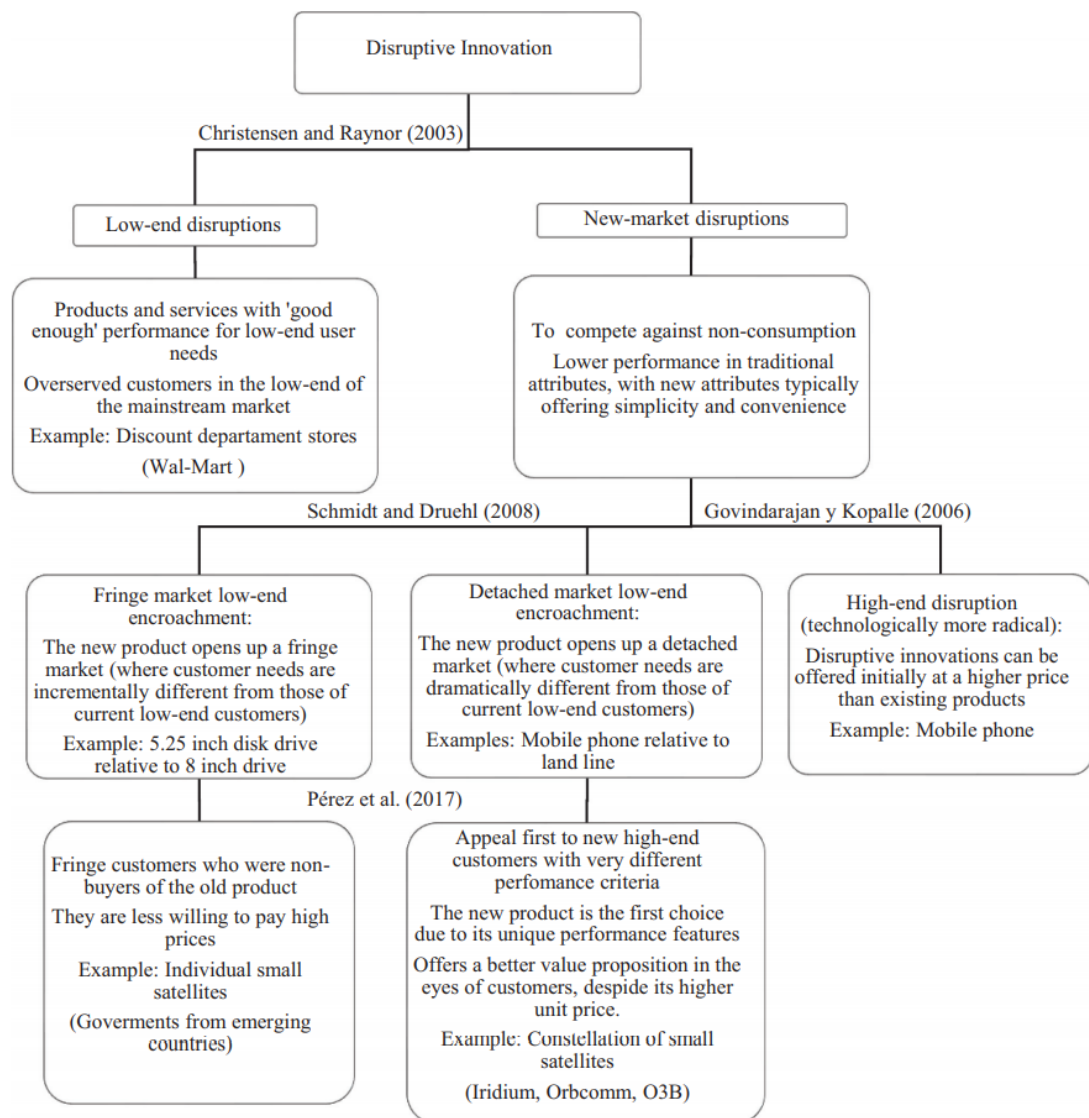 Disruptive Innovation
Christensen and Raynor (2003)
Low-end disruptions
New-market disruptions
Products and services with 'good
enough' performance for low-end user
needs
Overserved customers in the low-end of
the mainstream market
Example: Discount departament stores
(Wal-Mart )
To compete against non-consumption
Lower performance in traditional
attributes, with new attributes typically
offering simplicity and convenience
Schmidt and Druehl (2008)
Govindarajan y Kopalle (2006)
Fringe market low-end
encroachment:
The new product opens up a fringe
market (where customer needs are
incrementally different from those of
current low-end customers)
Example: 5.25 inch disk drive
relative to 8 inch drive
Detached market low-end
encroachment:
The new product opens up a detached
market (where customer needs are
dramatically different from those of
current low-end customers)
Examples: Mobile phone relative to
land line
High-end disruption
(technologically more radical):
Disruptive innovations can be
offered initially at a higher price
than existing products
Example: Mobile phone
Pérez et al. (2017)
Fringe customers who were non-
buyers of the old product
They are less willing to pay high
prices
Example: Individual small
satellites
(Goverments from emerging
countries)
Appeal first to new high-end
customers with very different
perfomance criteria
The new product is the first choice
due to its unique performance features
Offers a better value proposition in the
eyes of customers, despite its higher
unit price.
Example: Constellation of small
satellites
(Iridium, Orbcomm, O3B)